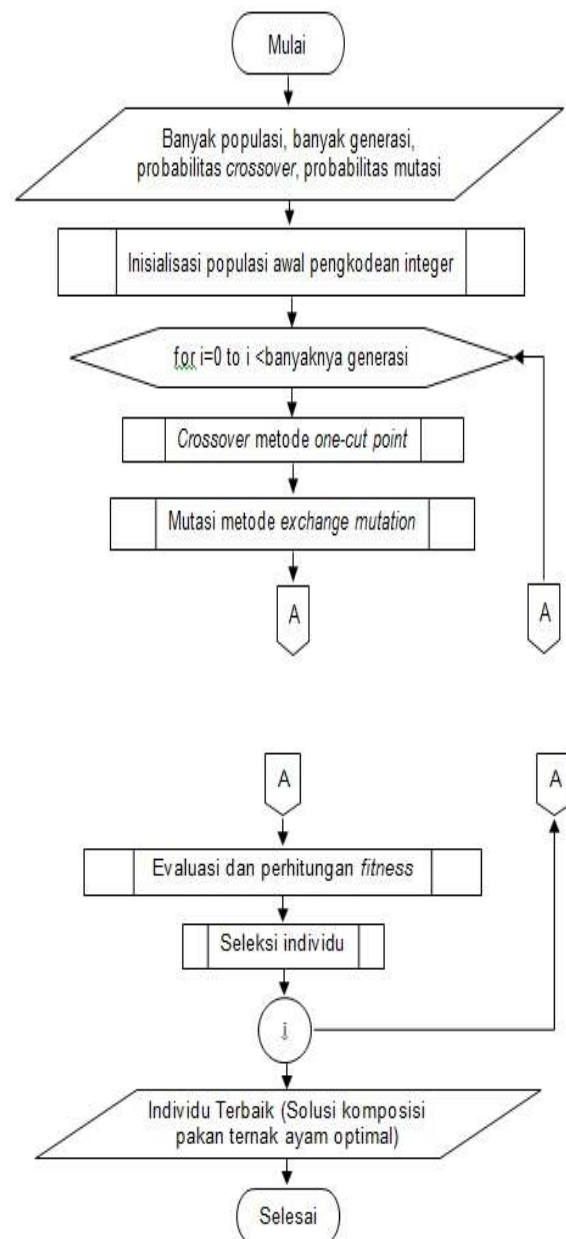 Mulai
Banyak populasi, banyak generasi,
probabilitas crossover, probabilitas mutasi
Inisialisasi populasi awal pengkodean integer
for i=0 to i <banyaknya generasi
Crossover metode one-cut point
Mutasi metode exchange mutation
A
A
A
A
Evaluasi dan perhitungan fitness
Seleksi individu
i
Individu Terbaik (Solusi komposisi
pakan ternak ayam optimal)
Selesai